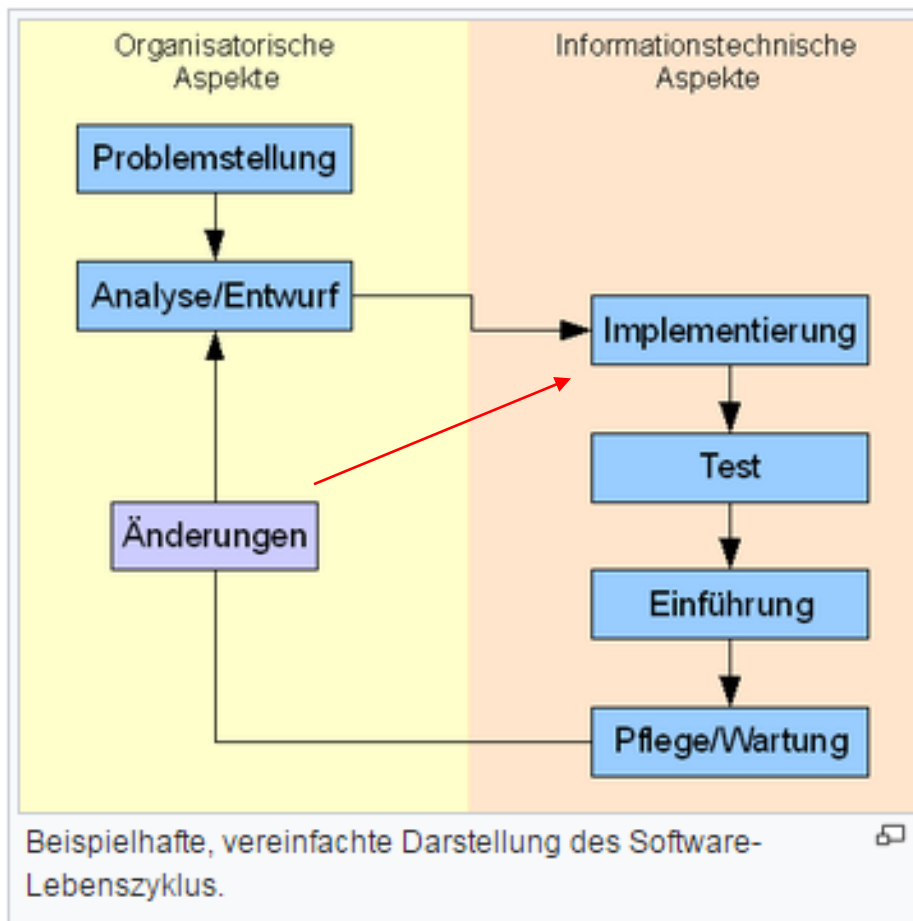 Organisatorische
Aspekte
Informationstechnische
Aspekte
Problemstellung
Analyse/Entwurf
Implementierung
Test
Änderungen
Einführung
Pflege/Wartung
Beispielhafte, vereinfachte Darstellung des Software-
Lebenszyklus.